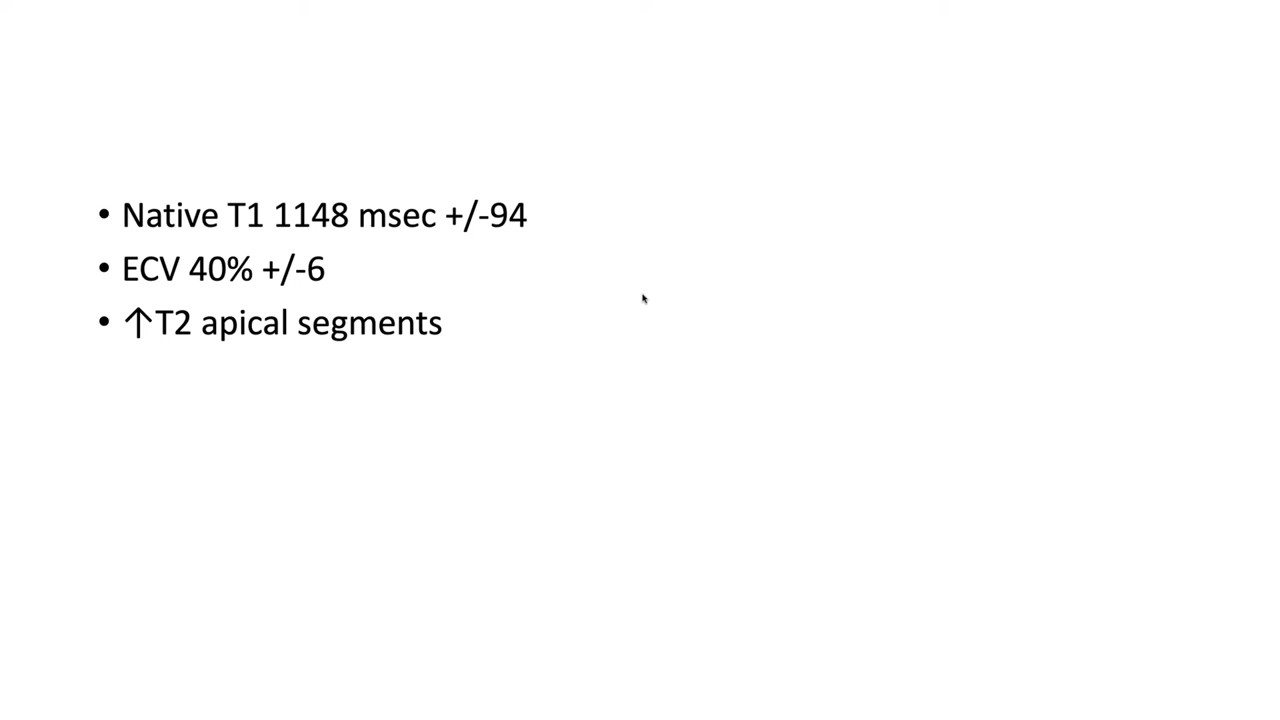 • Native T1 1148 msec +/-94
• ECV 40% +/-6
• ↑T2 apical segments